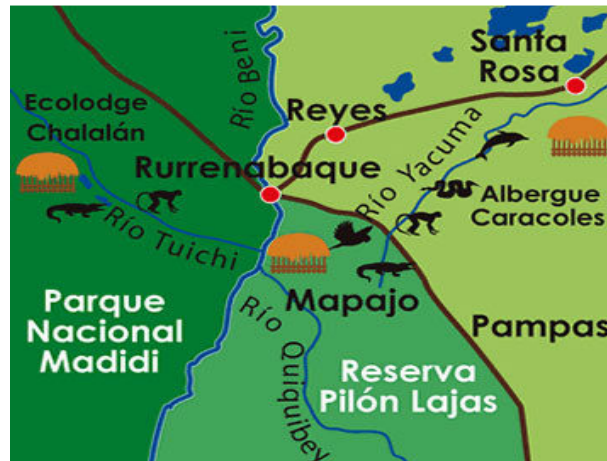 Santa
Rosa
Río Beni
Ecolodge
Chalalán
Reyes
Rurrenabaque
Río Yacuma
Albergue
Caracoles
Río Tuichi
Mapajo
Río
Quiquibey
Parque
Nacional
Madidi
Pampas
Reserva
Pilón Lajas